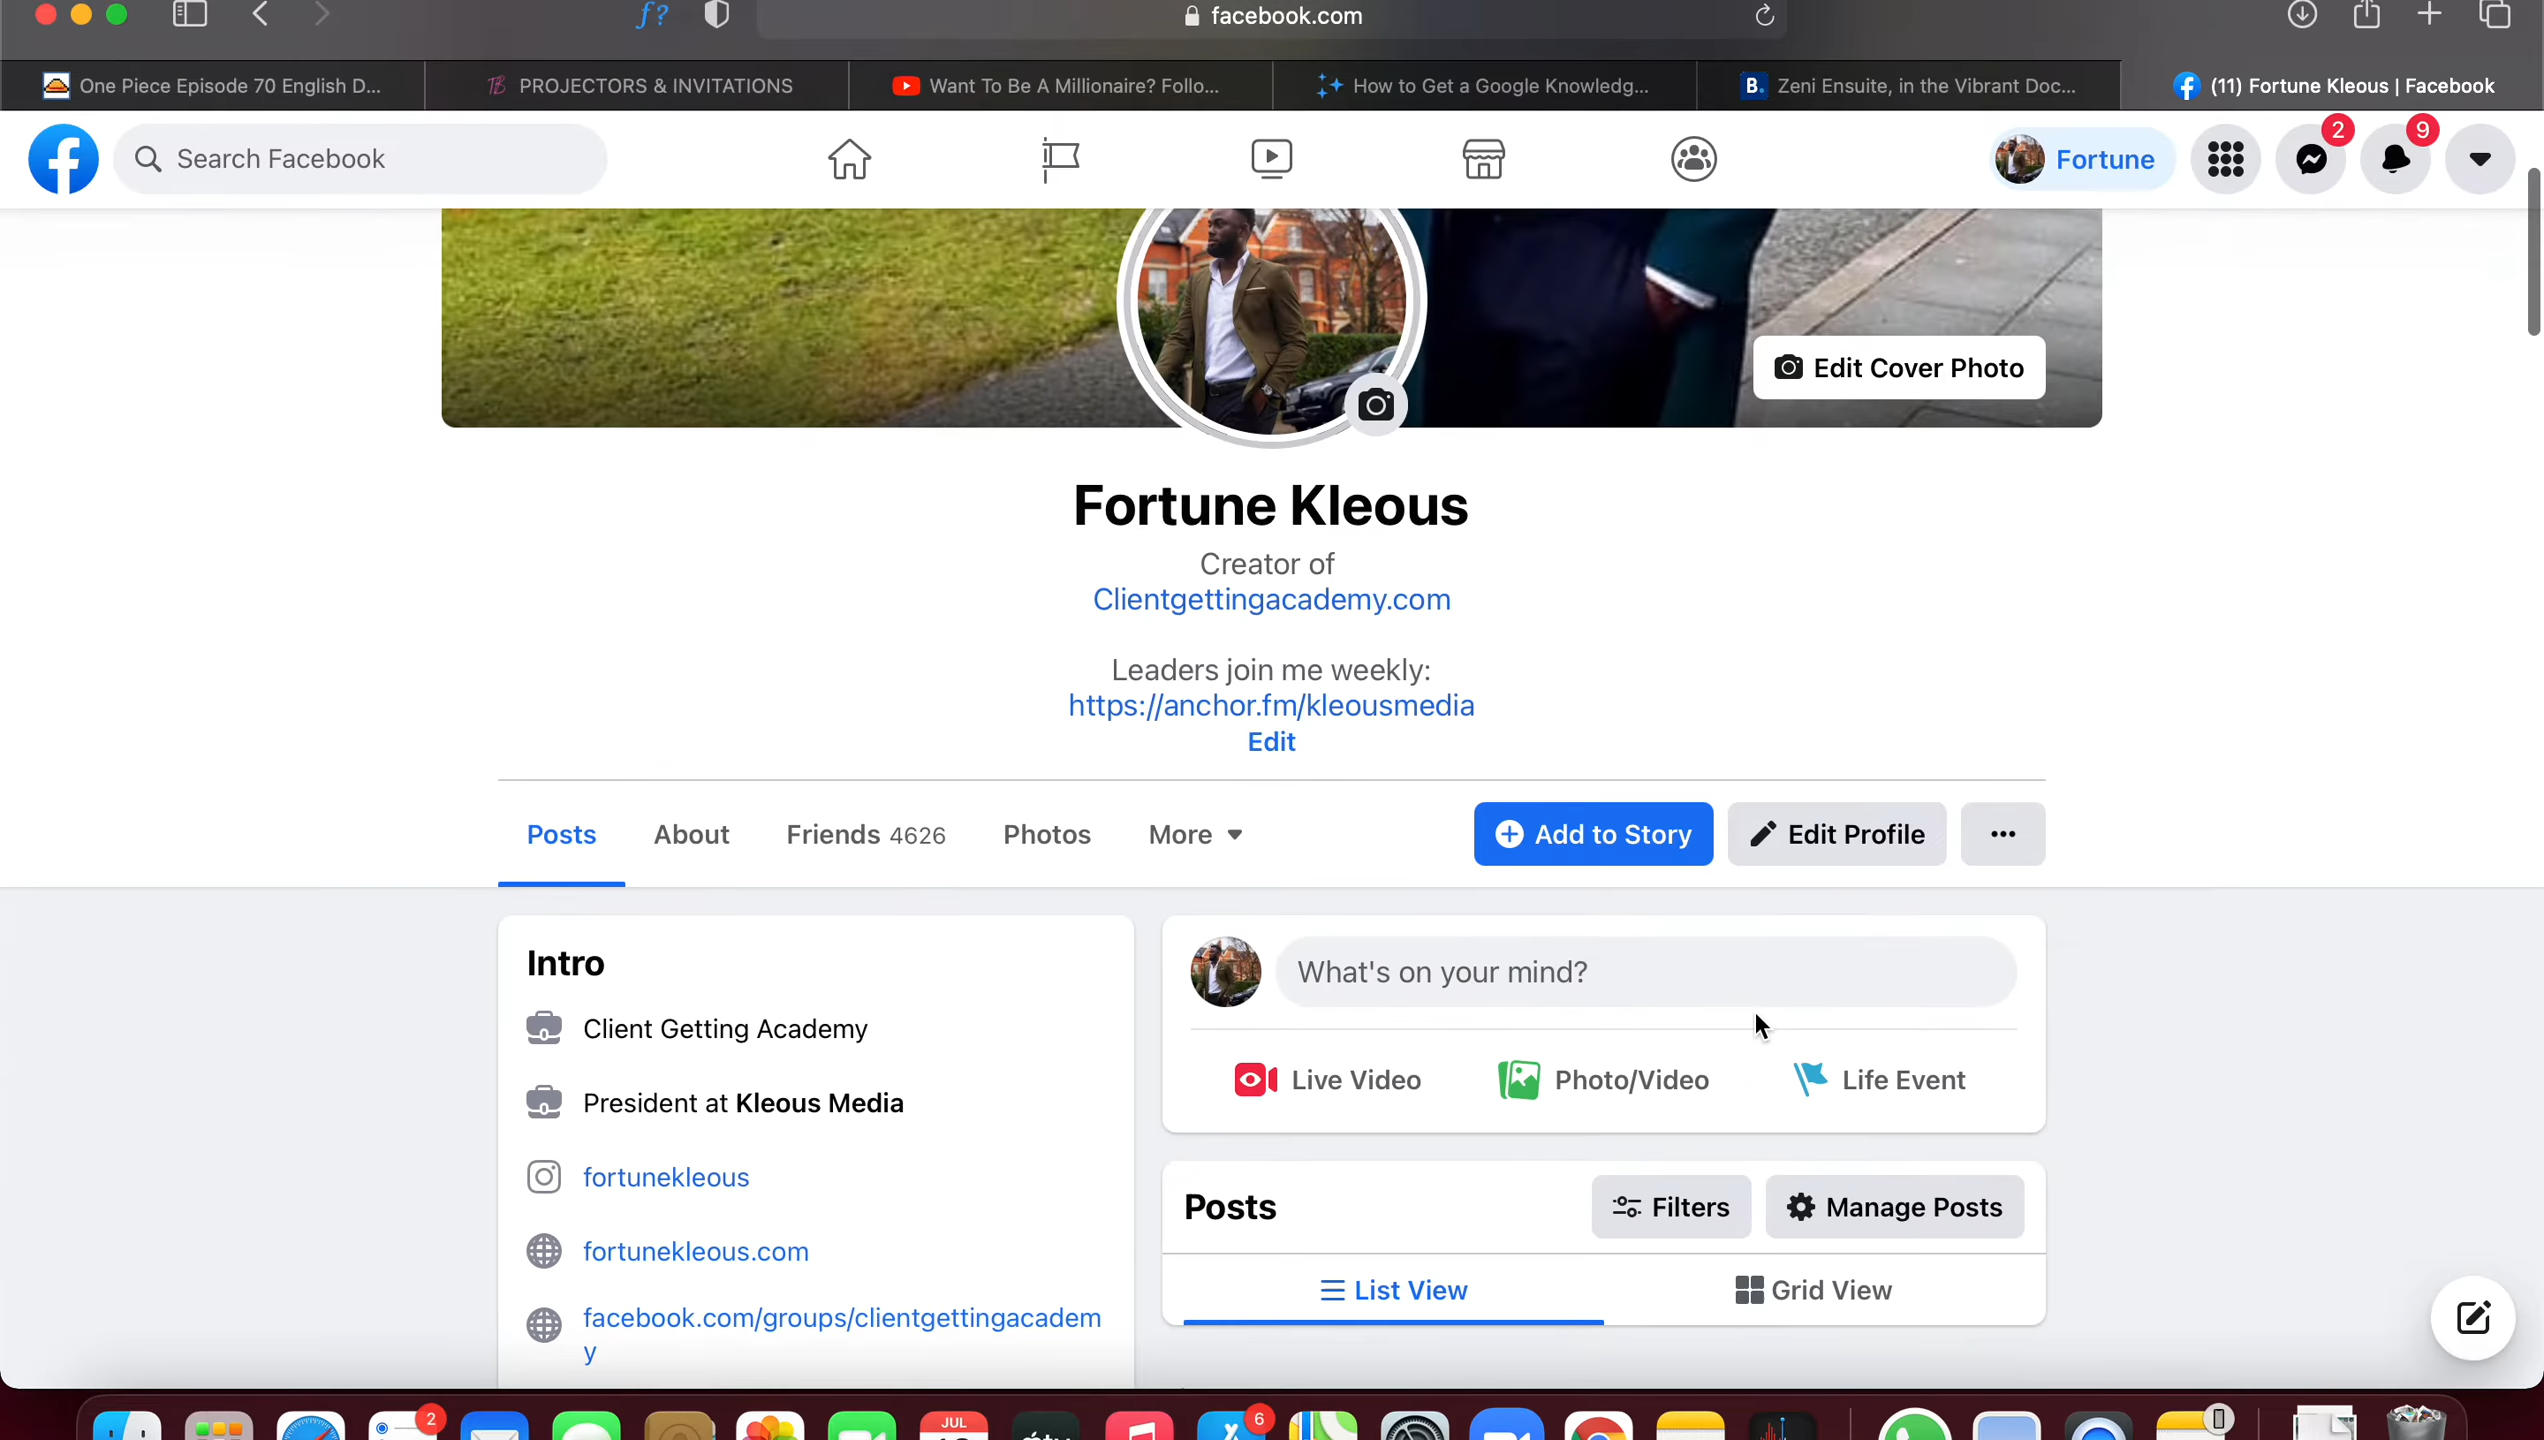 facebook.com
One Piece Episode 70 English D...
PROJECTORS & INVITATIONS
Want To Be A Millionaire? Follo...
How to Get a Google Knowledg...
B. Zeni Ensuite, in the Vibrant Doc...
(11) Fortune Kleous | Facebook
Search Facebook
Fortune
2
9
Edit Cover Photo
Fortune Kleous
Creator of
Clientgettingacademy.com
Leaders join me weekly:
https://anchor.fm/kleousmedia
Edit
Posts
About
Friends 4626
Photos
More
Add to Story
Edit Profile
Intro
Client Getting Academy
President at Kleous Media
fortunekleous
fortunekleous.com
facebook.com/groups/clientgettingacadem
y
What's on your mind?
Live Video
Photo/Video
Life Event
Posts
Filters
Manage Posts
List View
Grid View
2
JUL
6